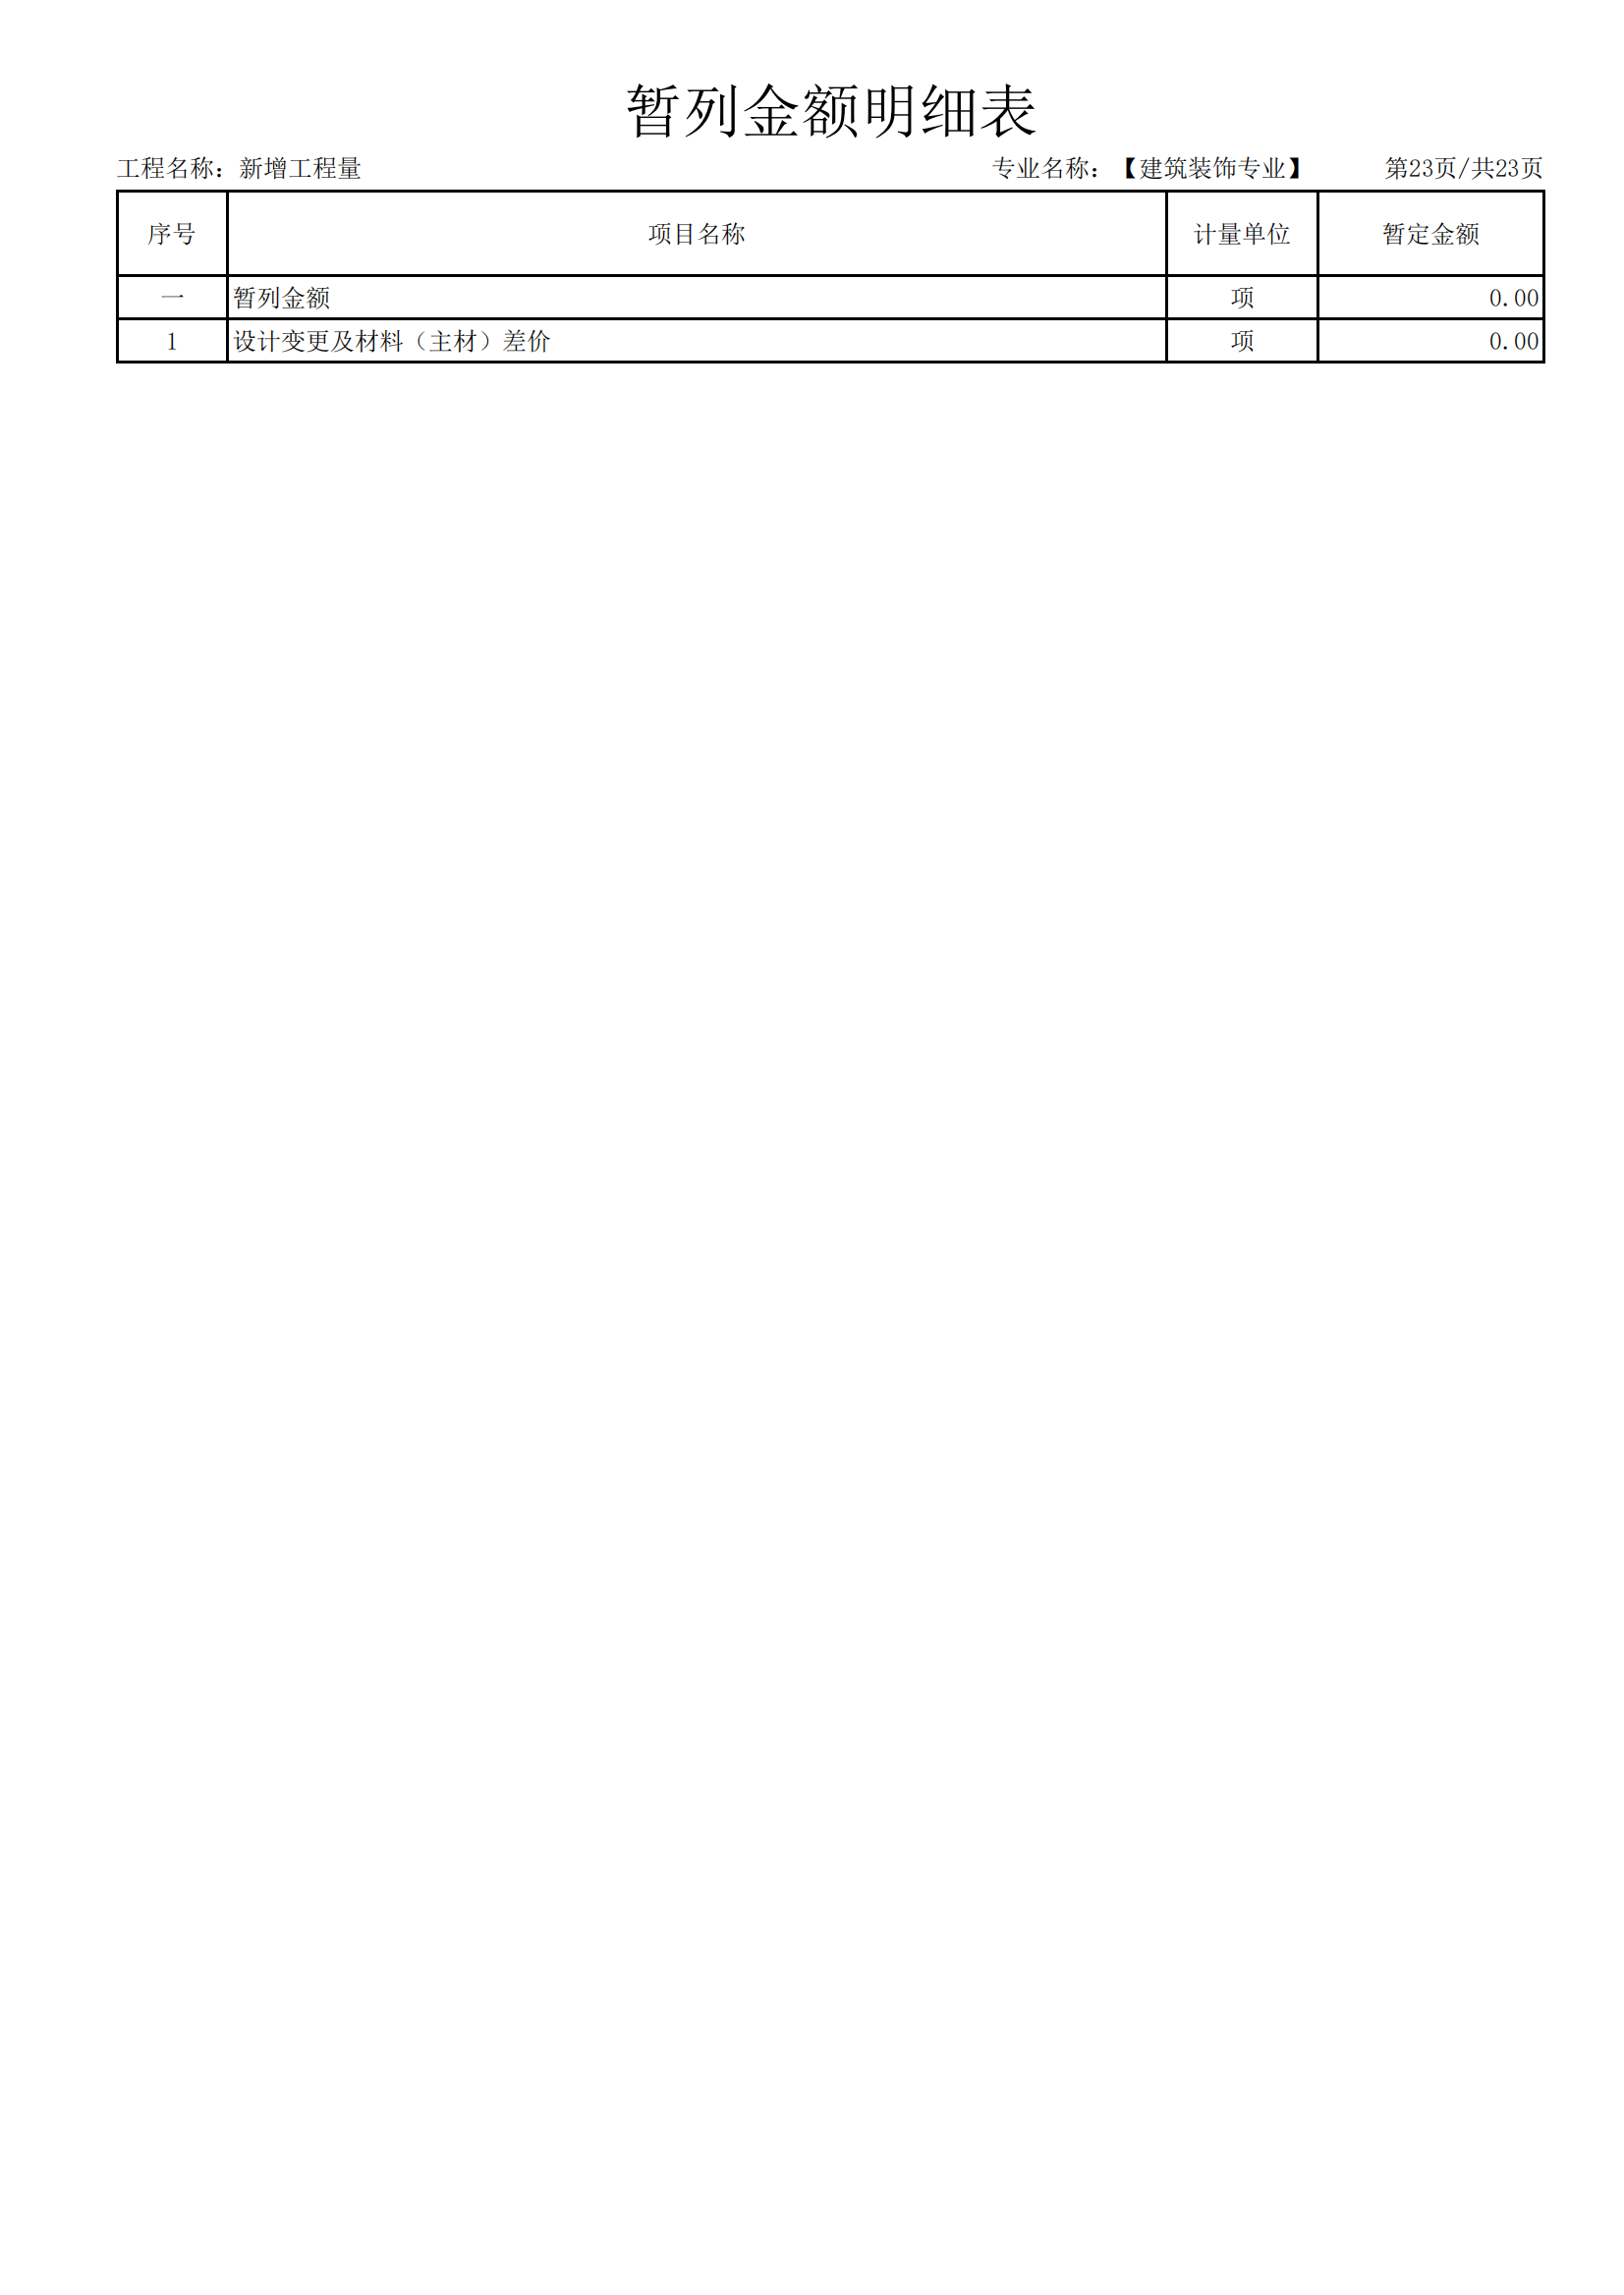 暂列金额明细表
工程名称：新增工程量 专业名称：【建筑装饰专业】 第23页/共23页
序号 项目名称 计量单位 暂定金额
一 暂列金额 项 0.00
1 设计变更及材料（主材）差价 项 0.00